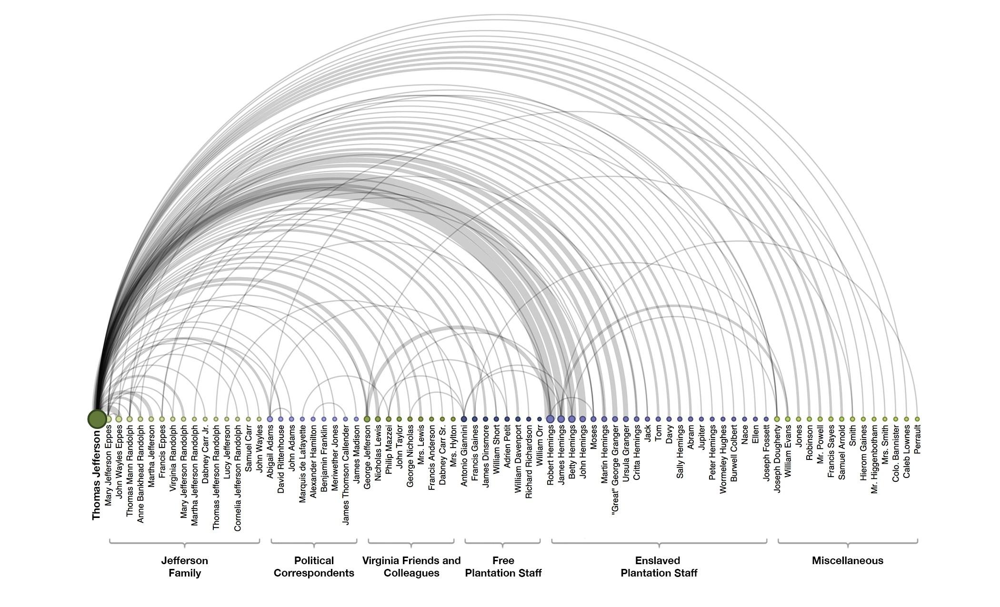 Thomas Jefferson
Mary Jefferson Eppes
John Wayles Eppes
Thomas Mann Randolph
Anne Bankhead Randolph
Martha Jefferson
Francis Eppes
Virginia Randolph
Mary Jefferson Randolph
Martha Jefferson Randolph
Dabney Carr Jr.
Thomas Jefferson Randolph
Lucy Jefferson
Cornelia Jefferson Randolph
Samuel Carr
John Wayles
Abigail Adams
David Rittenhouse
John Adams
Marquis de Lafayette
Alexander Hamilton
Benjamin Franklin
Meriwether Jones
James Thomson Callender
James Madison
George Jefferson
Nicholas Lewis
Philip Mazzei
John Taylor
George Nicholas
Mrs. Lewis
Francis Anderson
Dabney Carr Sr.
Mrs. Hylton
Antonio Giannini
Francis Gaines
James Dinsmore
William Short
Adrien Petit
William Davenport
Richard Richardson
William Orr
Robert Hemings
James Hemings
Betty Hemings
John Hemings
Moses
Martin Hemings
"Great" George Granger
Ursula Granger
Critta Hemings
Jack
Tom
Davy
Sally Hemings
Abram
Jupiter
Peter Hemings
Wormeley Hughes
Burwell Colbert
Nace
Ellen
Joseph Fossett
Joseph Dougherty
William Evans
Jones
Robinson
Mr. Powell
Francis Sayes
Samuel Arnold
Smith
Hierom Gaines
Mr. Higgenbotham
Mrs. Smith
Colo. Bannister
Caleb Lownes
Perrault
Jefferson
Family
Political
Correspondents
Virginia Friends and
Colleagues
Free
Plantation Staff
Enslaved
Plantation Staff
Miscellaneous